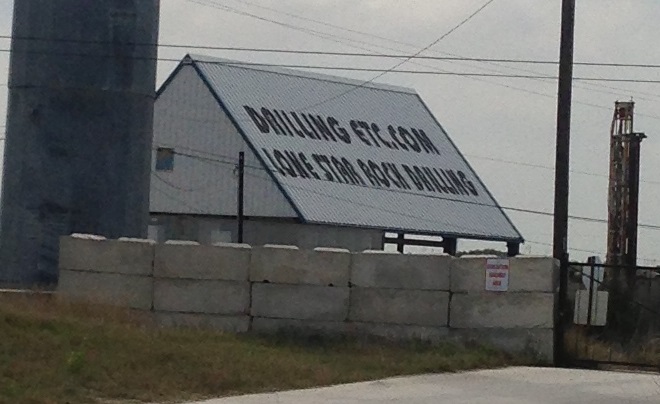 DRILLING ETC.COM
LONE STAR ROCK DRILLING